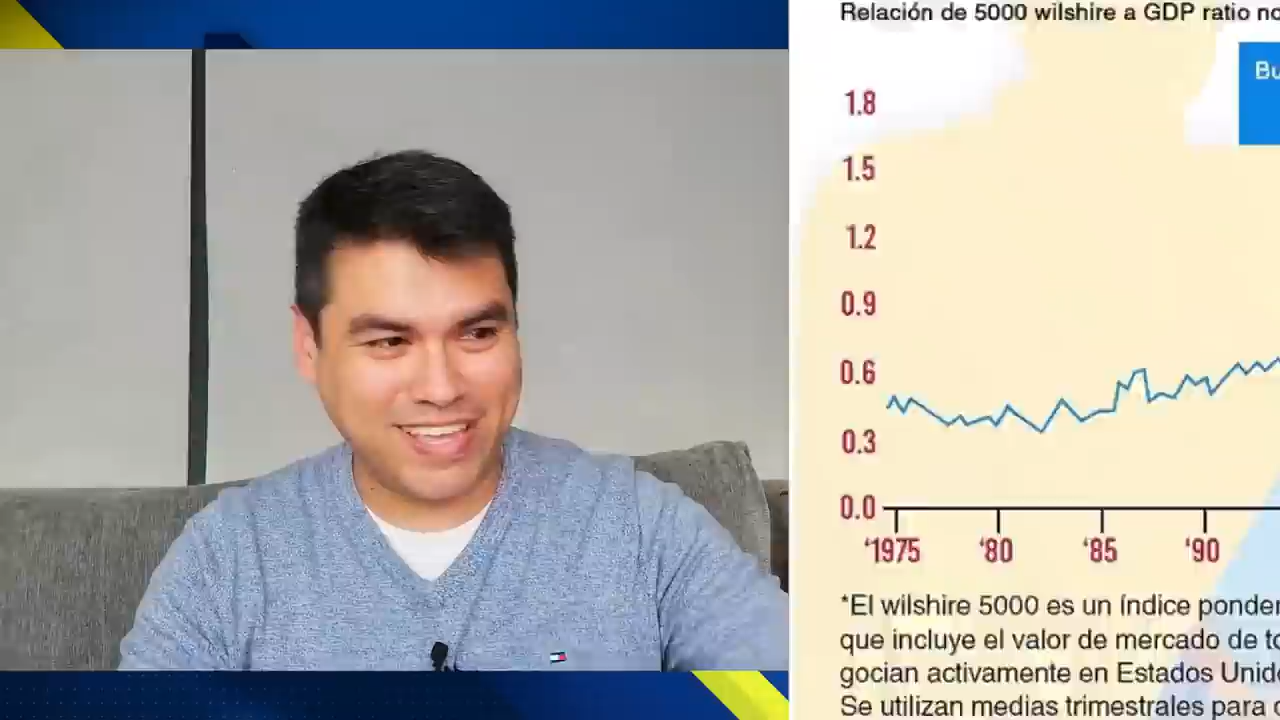 Relación de 5000 wilshire a GDP ratio
1.8
1.5
1.2
0.9
0.6
0.3
0.0
‘1975 ‘80 ‘85 ‘90
*El wilshire 5000 es un índice
que incluye el valor de mercado de
gocian activamente en Estados
Se utilizan medias trimestrales para